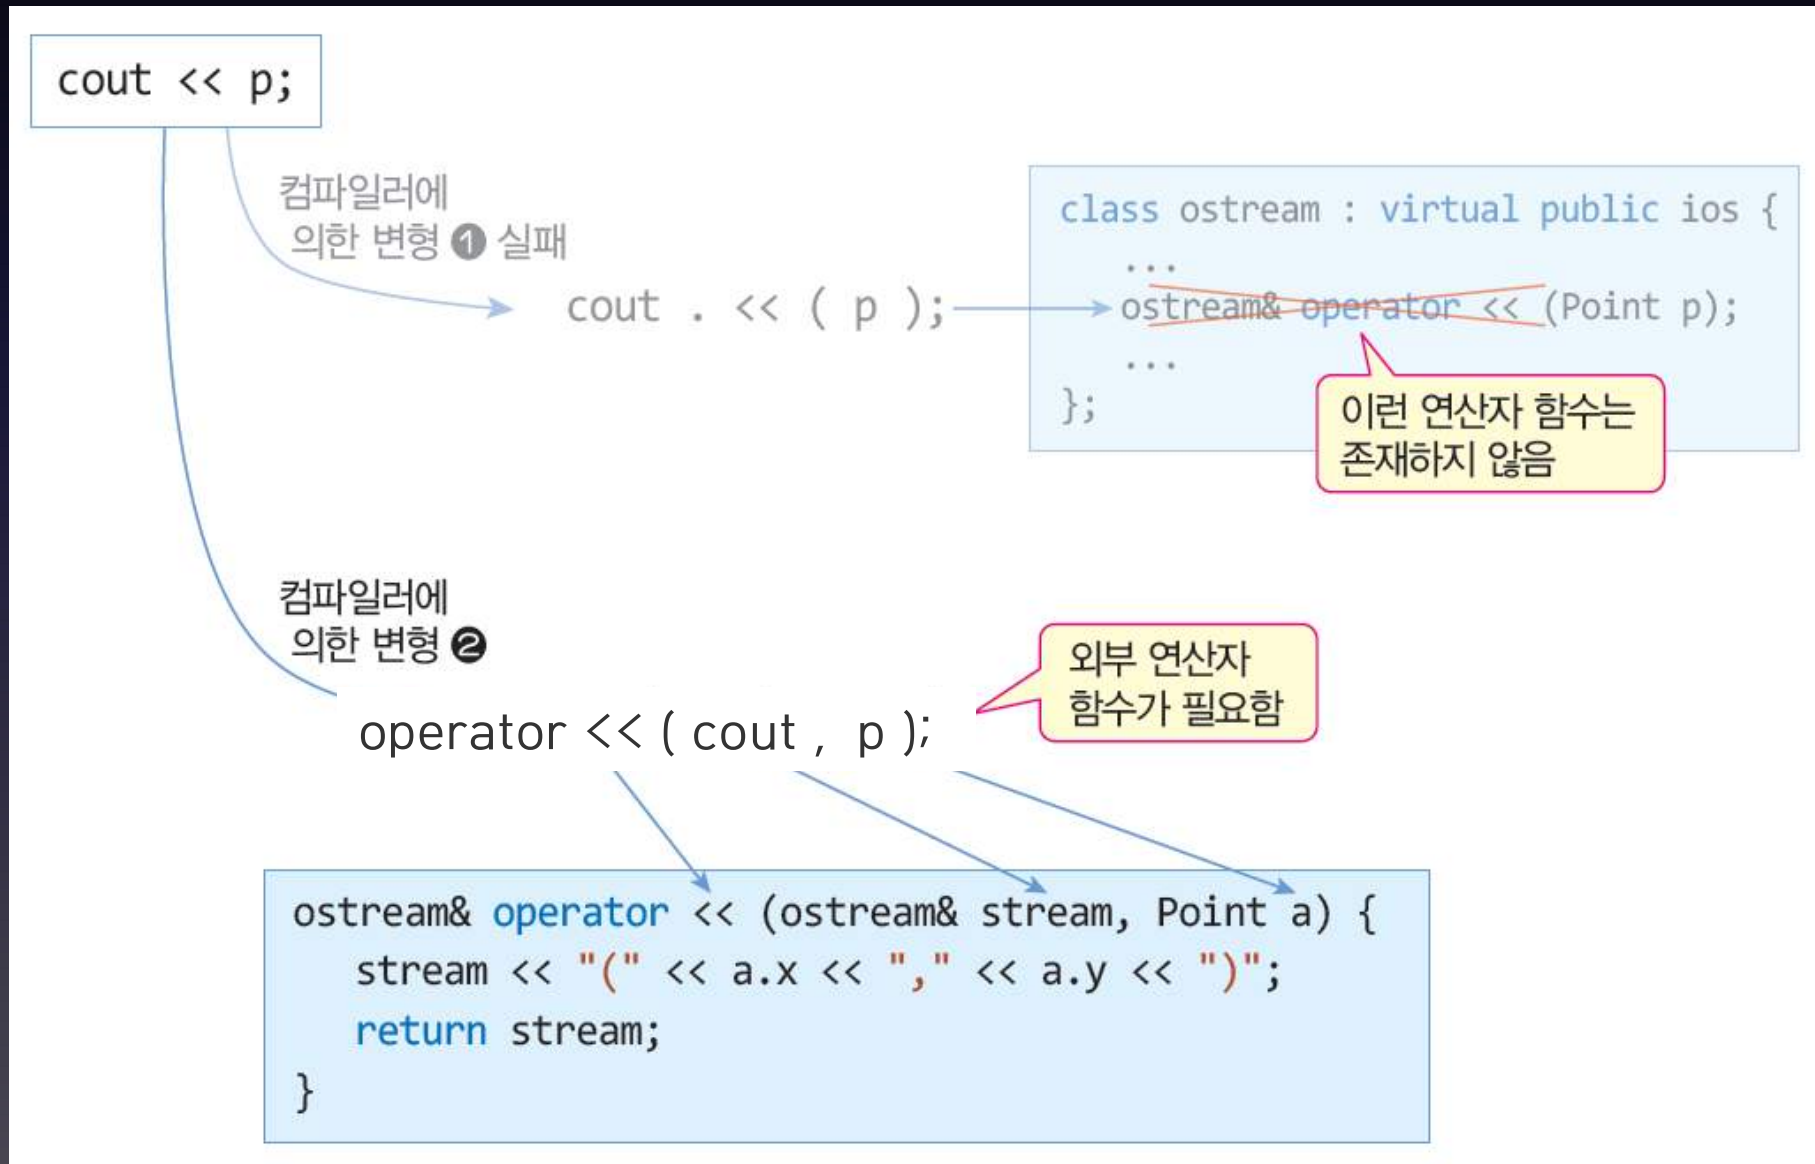 cout << p;
컴파일러에
의한 변형 ❶ 실패
cout . << ( p );
class ostream : virtual public ios {
...
ostream& operator << (Point p);
...
};
이런 연산자 함수는
존재하지 않음
컴파일러에
의한 변형 ❷
operator << ( cout , p );
외부 연산자
함수가 필요함
ostream& operator << (ostream& stream, Point a) {
stream << "(" << a.x << "," << a.y << ")";
return stream;
}